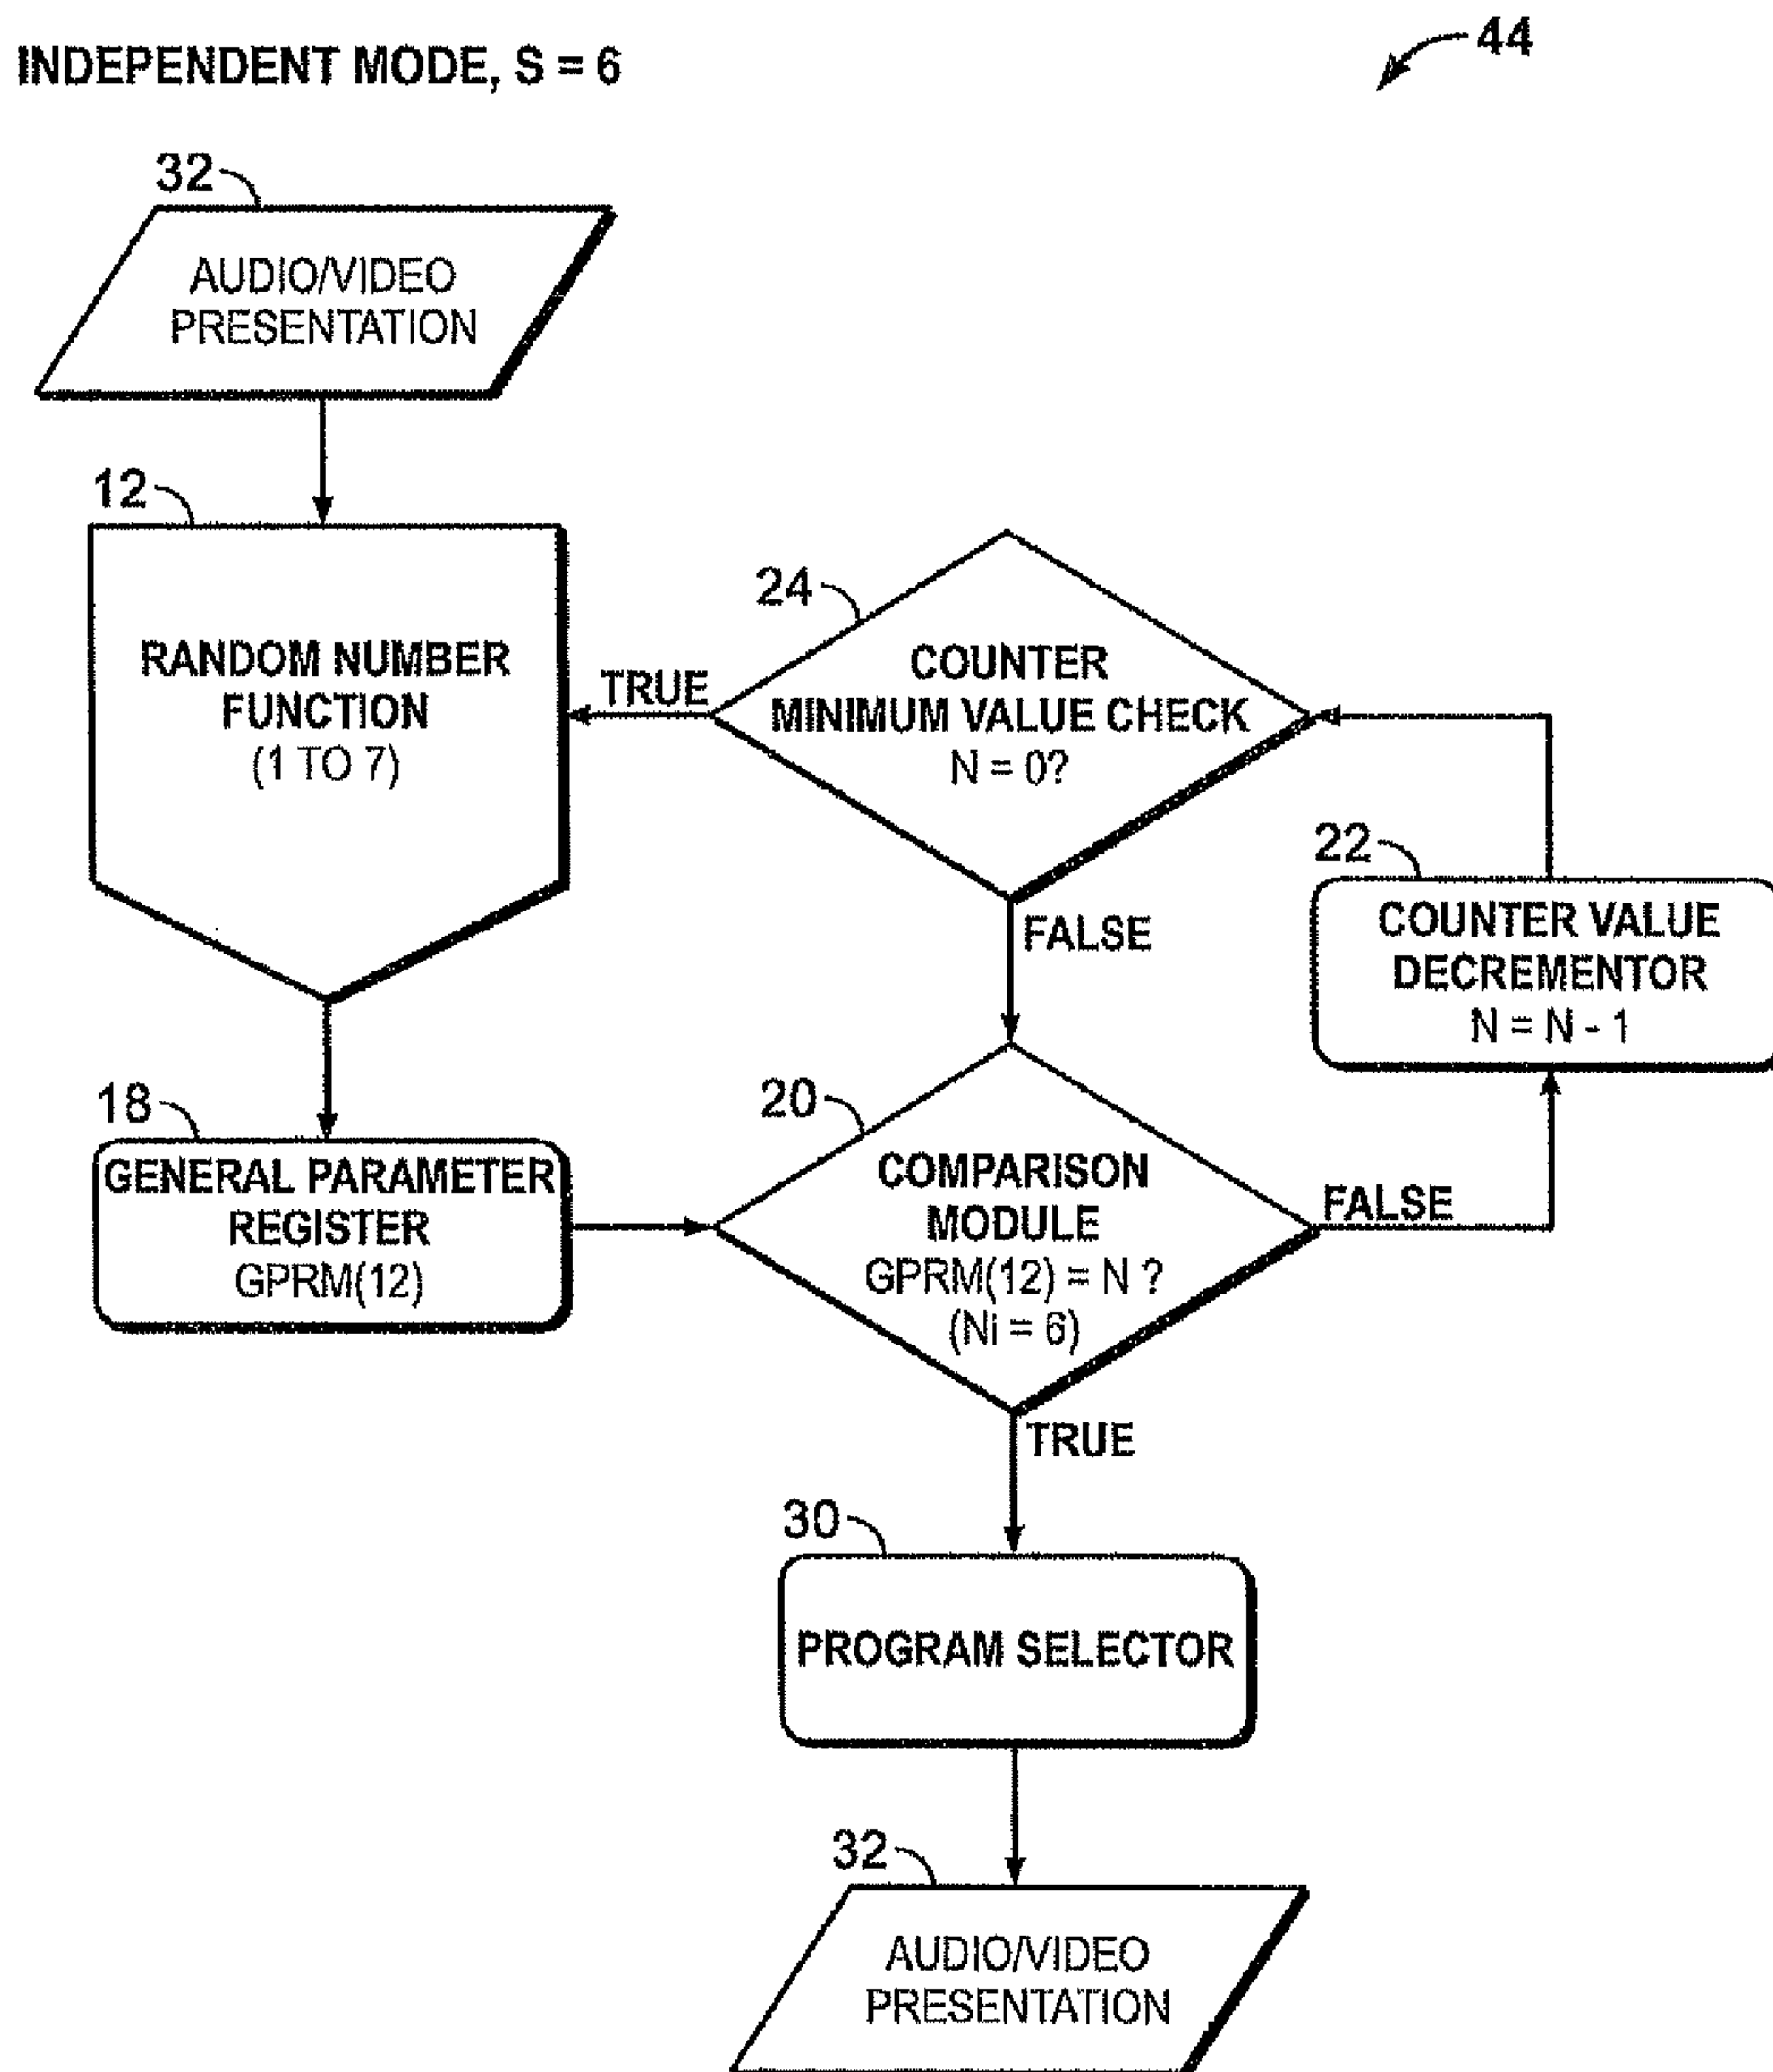 INDEPENDENT MODE, S = 6
44
32
AUDIO/VIDEO
PRESENTATION
12
RANDOM NUMBER
FUNCTION
(1 TO 7)
TRUE
24
COUNTER
MINIMUM VALUE CHECK
N = 0?
FALSE
22
COUNTER VALUE
DECREMENTOR
N = N - 1
18
GENERAL PARAMETER
REGISTER
GPRM(12)
20
COMPARISON
MODULE
GPRM(12) = N ?
(Ni = 6)
FALSE
TRUE
30
PROGRAM SELECTOR
32
AUDIO/VIDEO
PRESENTATION